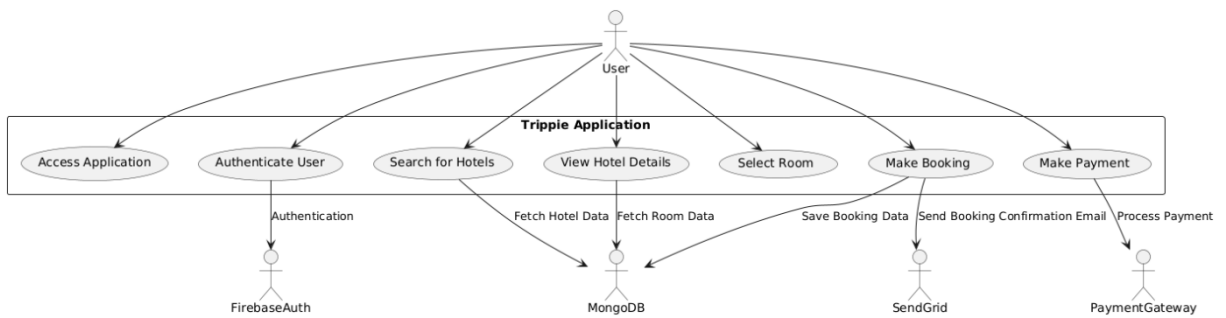 User
Trippie Application
Access Application
Authenticate User
Search for Hotels
View Hotel Details
Select Room
Make Booking
Make Payment
Authentication
Fetch Hotel Data
Fetch Room Data
Save Booking Data
Send Booking Confirmation Email
Process Payment
FirebaseAuth
MongoDB
SendGrid
PaymentGateway